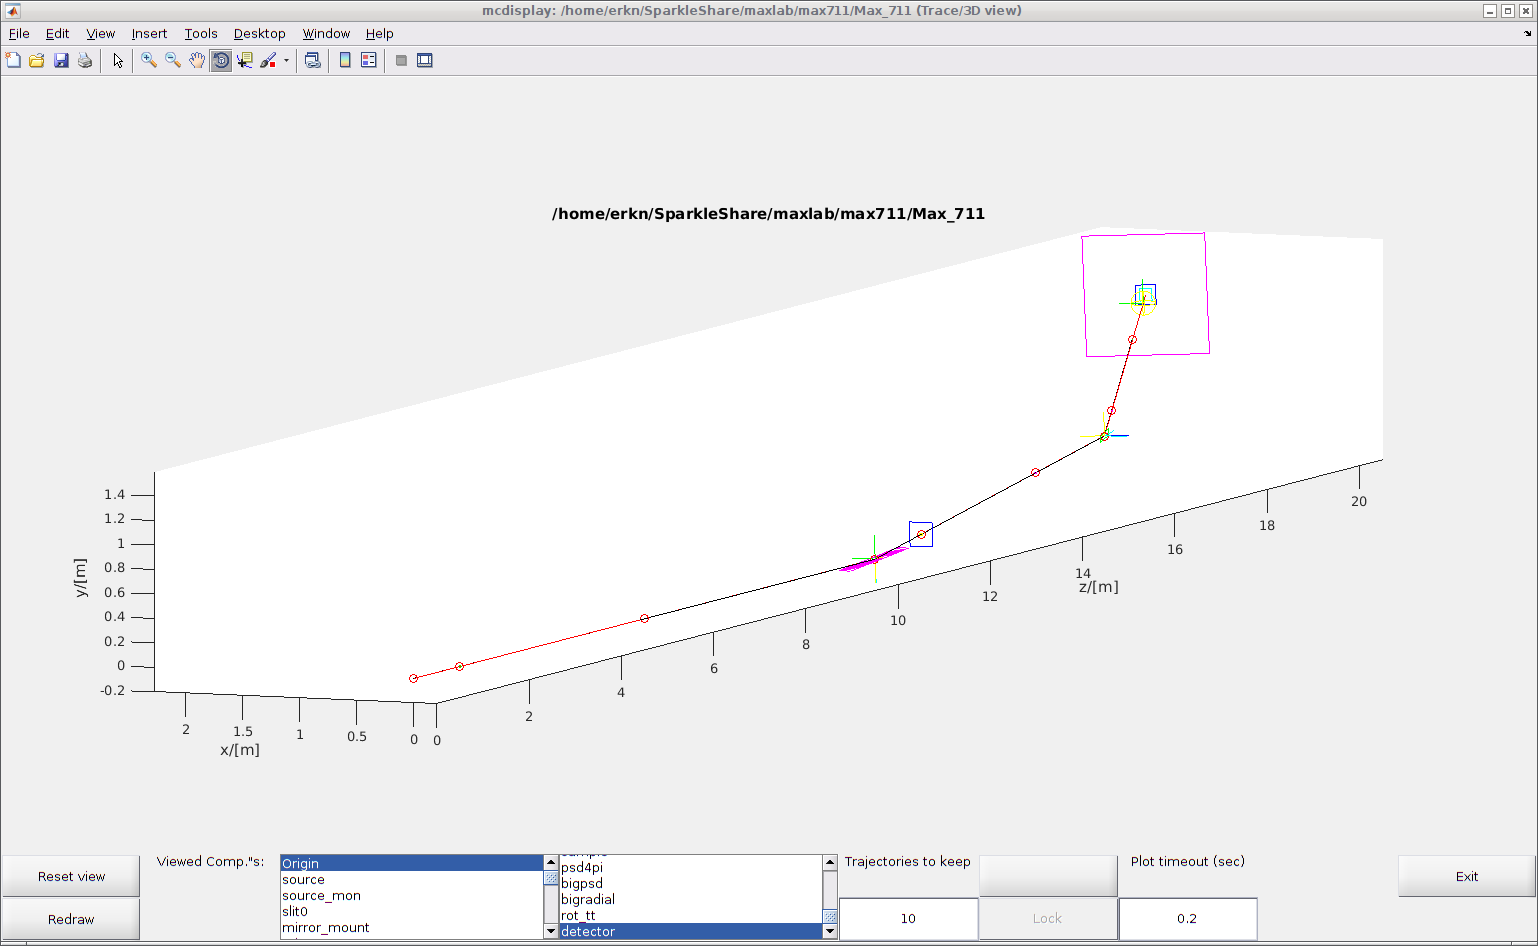 mcdisplay: /home/erkn/SparkleShare/maxlab/max711/Max_711 (Trace/3D view)
File Edit View Insert Tools Desktop Window Help
/home/erkn/SparkleShare/maxlab/max711/Max_711
1.4
1.2
1
0.8
0.6
0.4
0.2
0
-0.2
y/[m]
2
1.5
1
0.5
0
x/[m]
0
2
4
6
8
10
12
14
16
18
20
z/[m]
Reset view
Redraw
Viewed Comp."s:
Origin
source
source_mon
slit0
mirror_mount
psd4pi
bigpsd
bigradial
rot_tt
detector
Trajectories to keep
10
Lock
Plot timeout (sec)
0.2
Exit